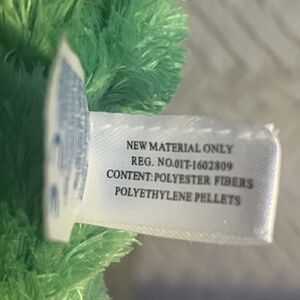 NEW MATERIAL ONLY
REG. NO.01T-1602809
CONTENT:POLYESTER FIBERS
POLYETHYLENE PELLETS